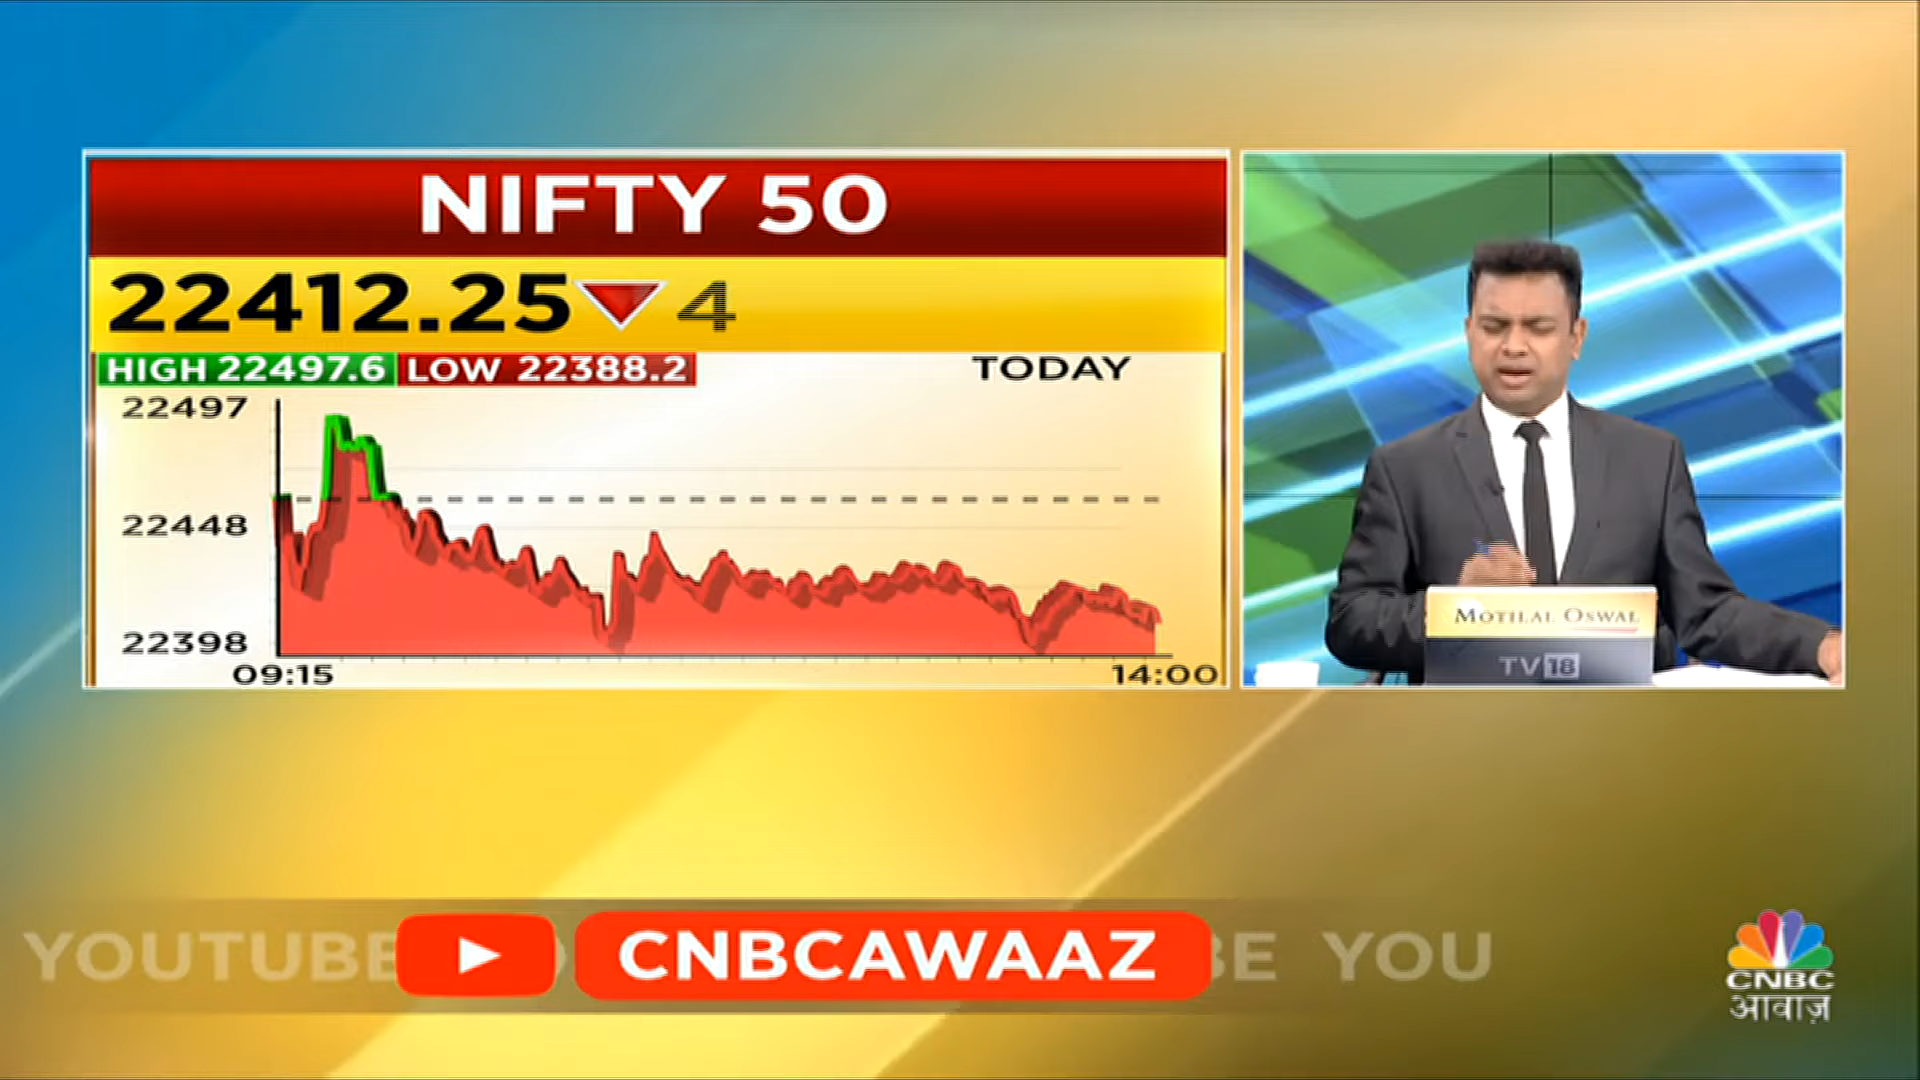 NIFTY 50
22412.25 4
HIGH 22497.6 LOW 22388.2 TODAY
22497
22448
22398
09:15 14:00
MOTILAL OSWAL
TV18
YOUTUBE CNBCAWAAZ BE YOU
CNBC
आवाज़